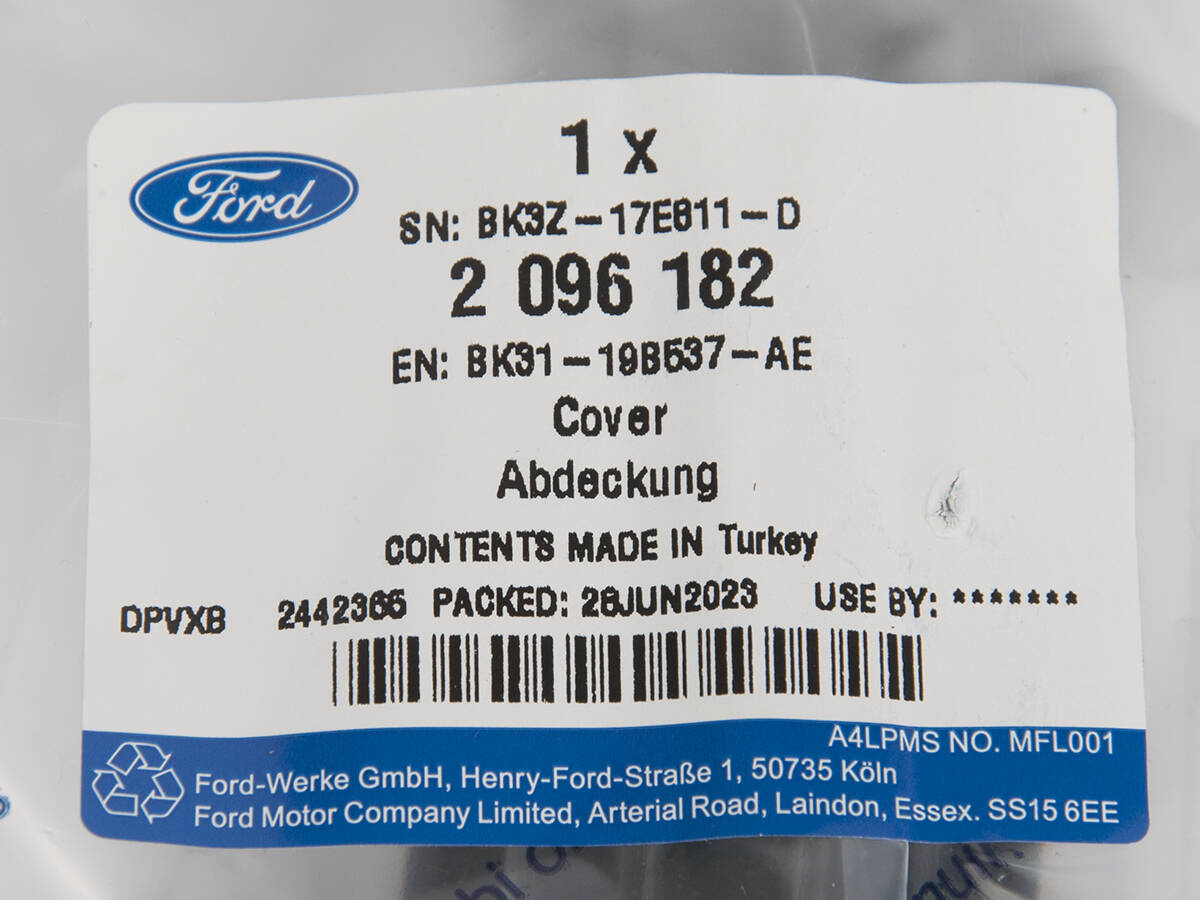 Ford
1 x
SN: BK3Z-17E811-D
2 096 182
EN: BK31-19B537-AE
Cover
Abdeckung
CONTENTS MADE IN Turkey
DPVXB 2442365 PACKED: 28JUN2023 USE BY: *******
A4LPMS NO. MFL001
Ford-Werke GmbH, Henry-Ford-Straße 1, 50735 Köln
Ford Motor Company Limited, Arterial Road, Laindon, Essex. SS15 6EE